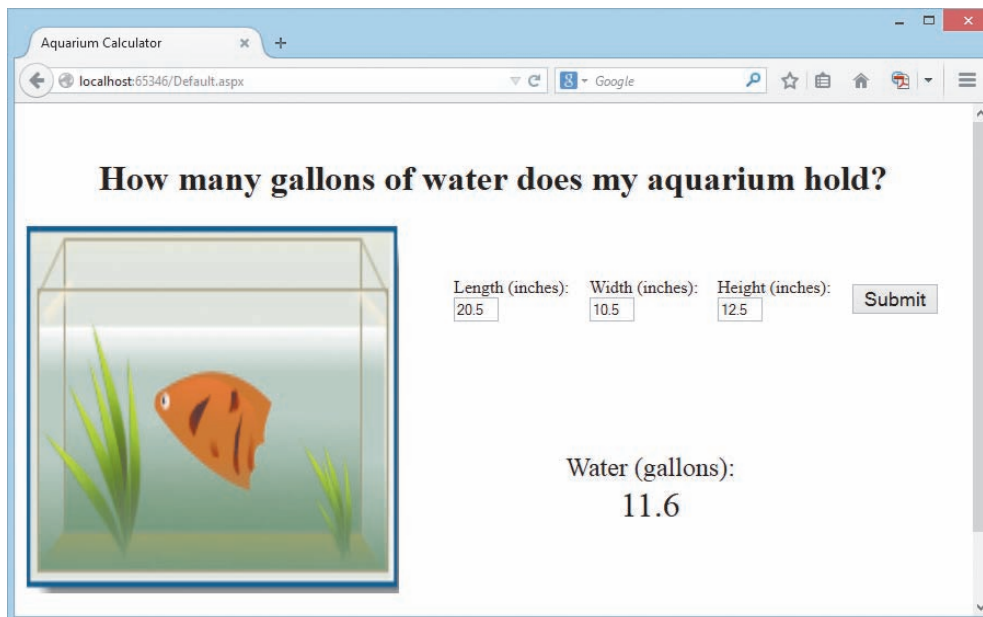 Aquarium Calculator
localhost:65346/Default.aspx
Google
How many gallons of water does my aquarium hold?
Length (inches): Width (inches): Height (inches):
20.5 10.5 12.5 Submit
Water (gallons):
11.6